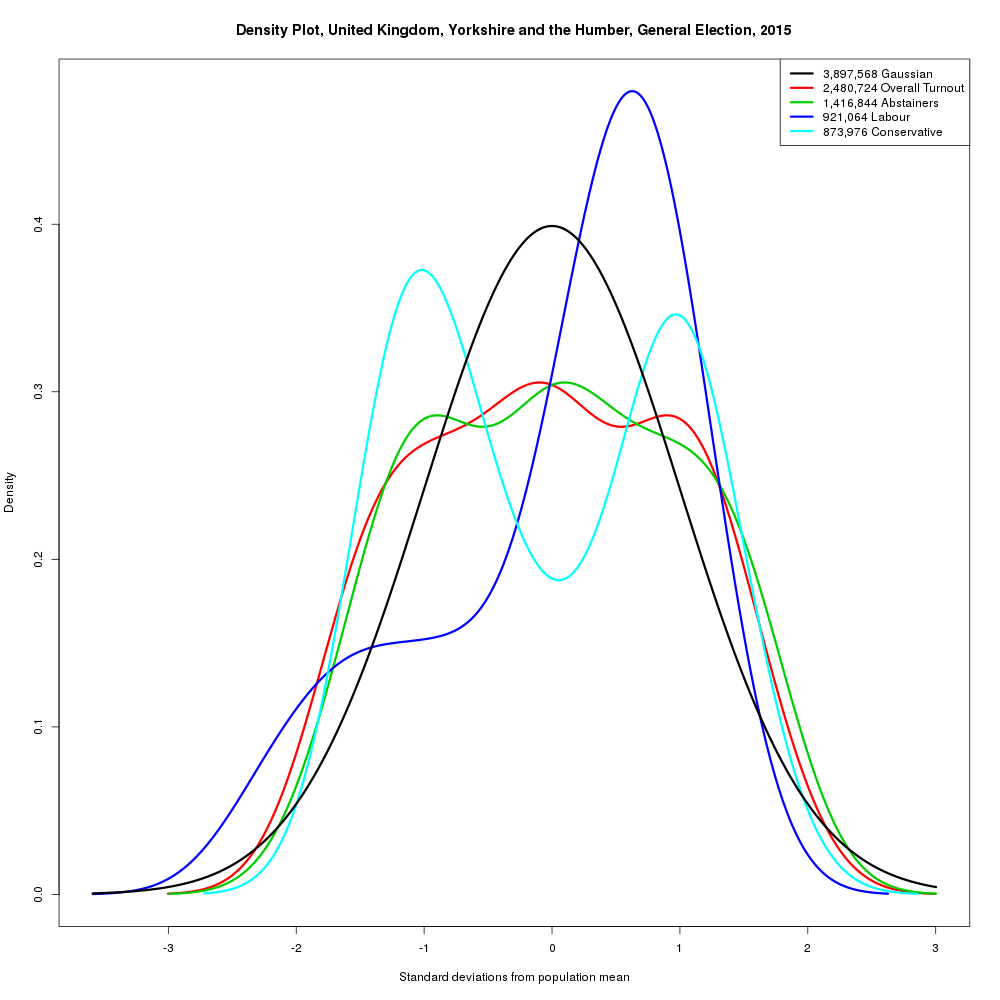 Density Plot, United Kingdom, Yorkshire and the Humber, General Election, 2015
3,897,568 Gaussian
2,480,724 Overall Turnout
1,416,844 Abstainers
921,064 Labour
873,976 Conservative
Density
0.4
0.3
0.2
0.1
0.0
-3 -2 -1 0 1 2 3
Standard deviations from population mean